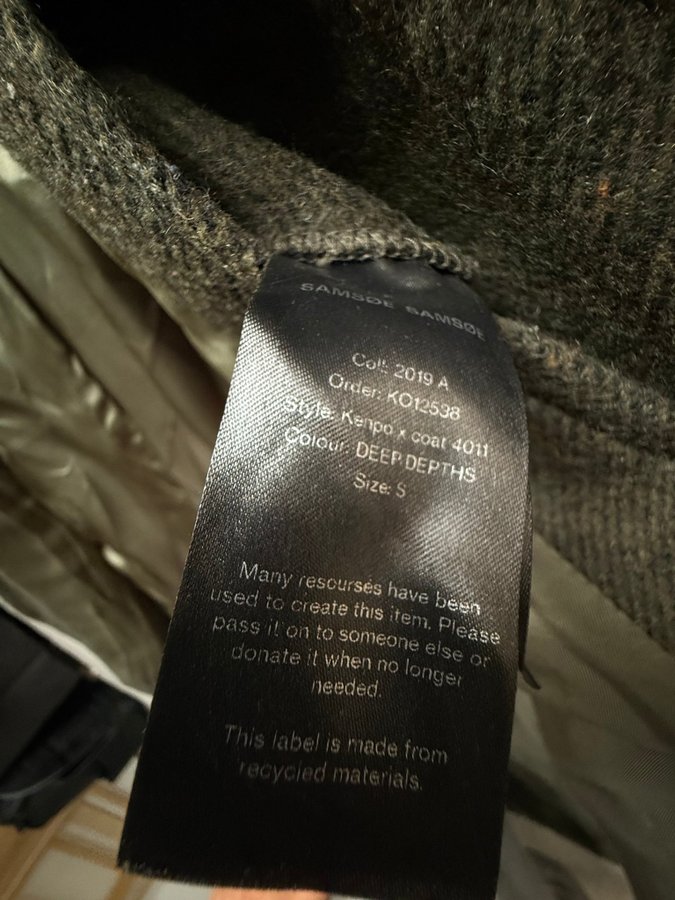 SAMSØE SAMSØE
Coll: 2019 A
Order: KO12538
Style: Kenpo x coat 4011
Colour: DEEP DEPTHS
Size: S
Many rescurses have been
used to create this item. Please
pass it on to someone else or
donate it when no longer
needed.
This label is made from
recycled materials.